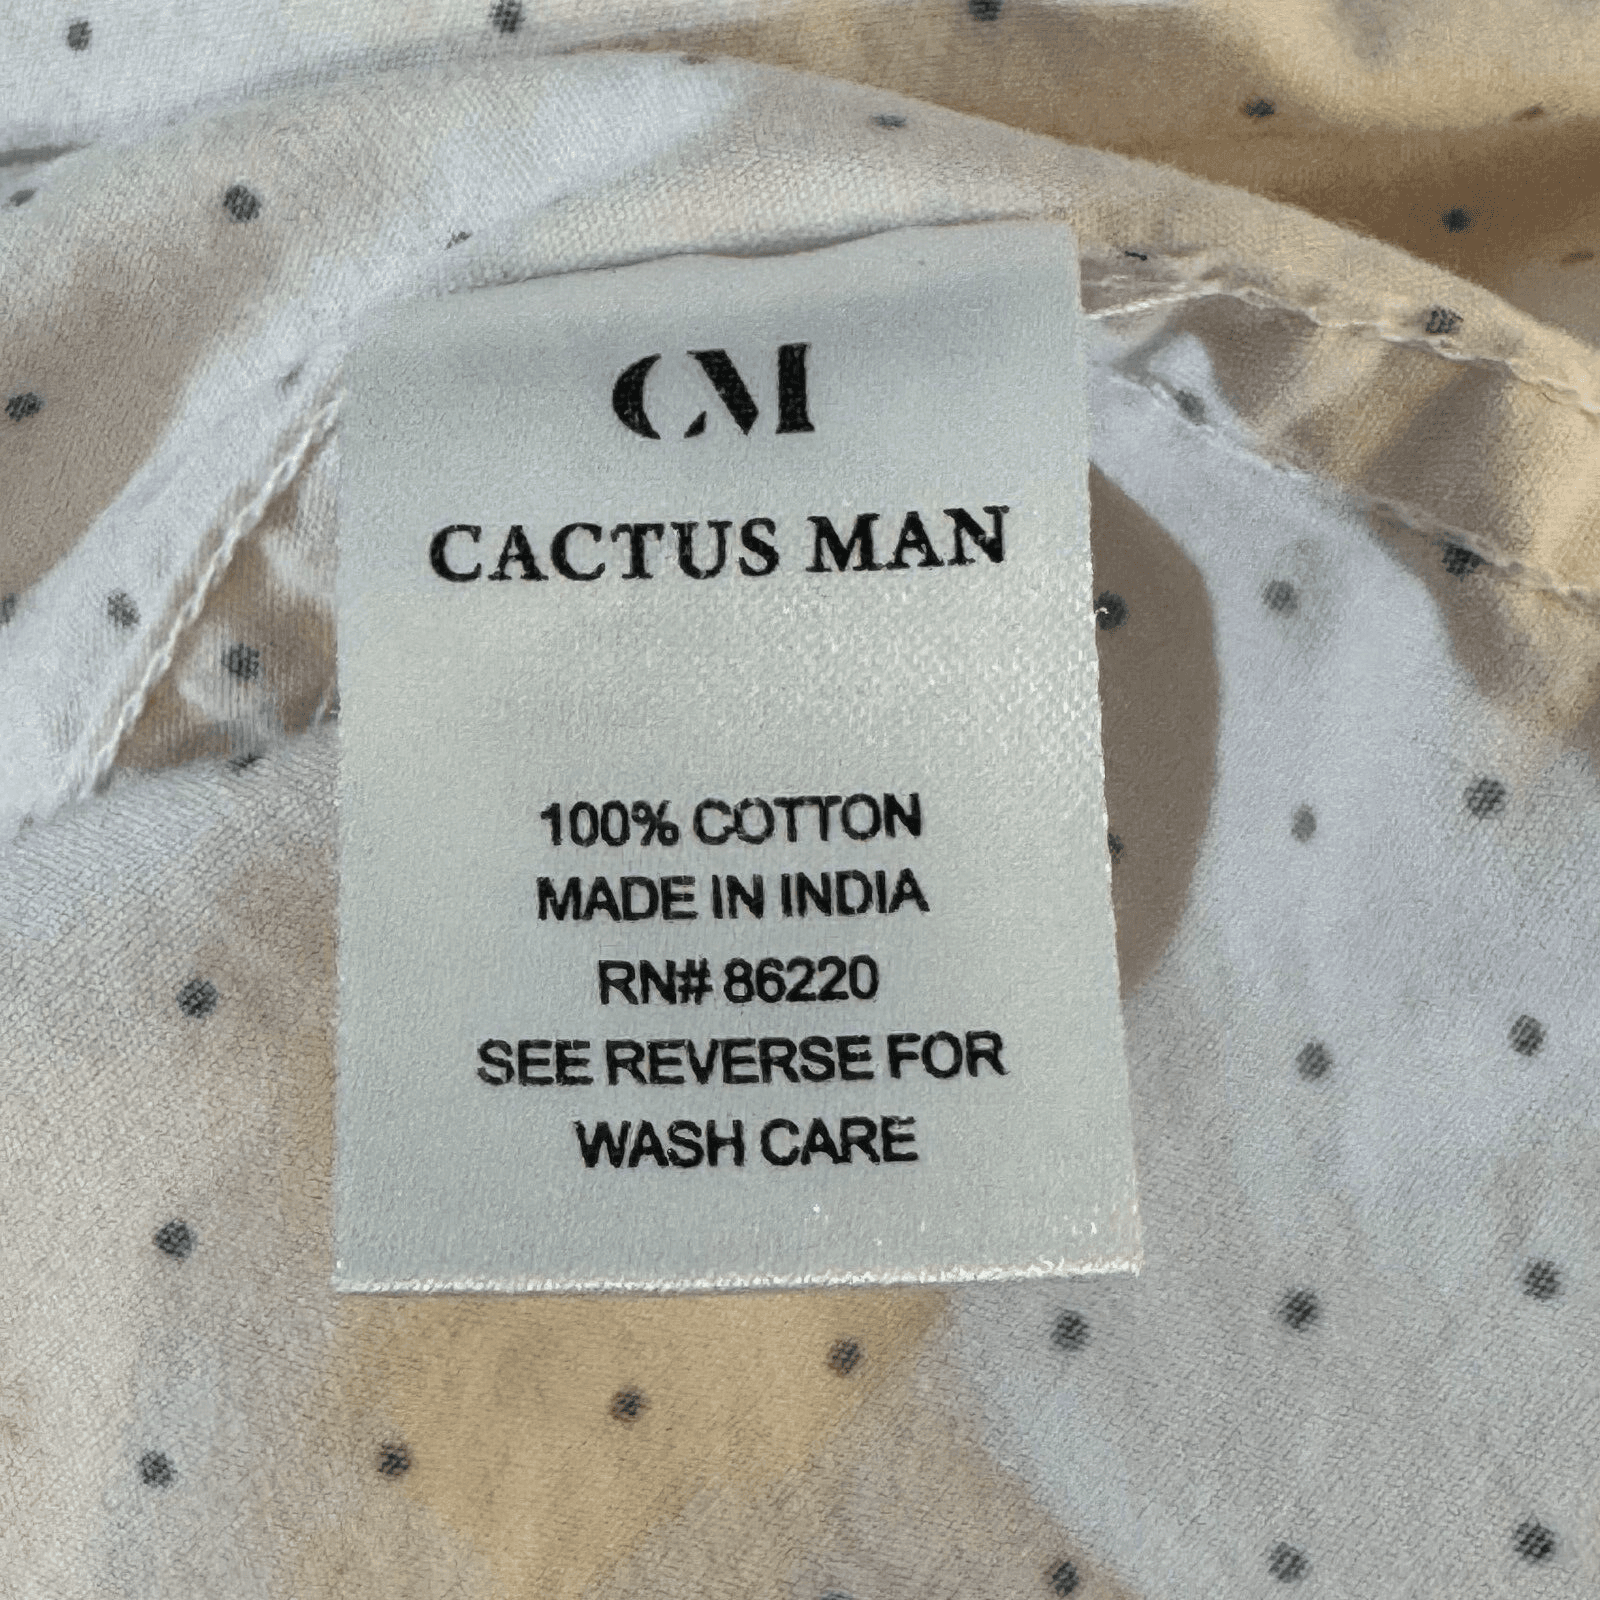 CM
CACTUS MAN
100% COTTON
MADE IN INDIA
RN# 86220
SEE REVERSE FOR
WASH CARE